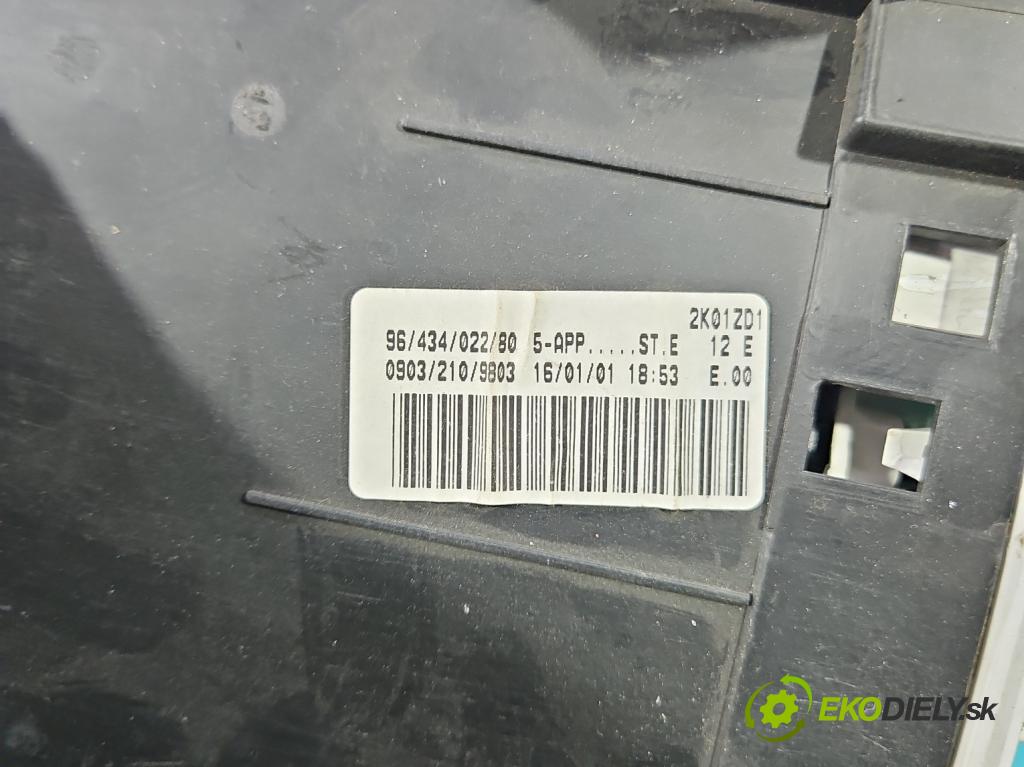 2K01ZD1
96/434/022/80 5-APP.....ST.E 12 E
0903/210/9803 16/01/01 18:53 E.00
EKODIELY.sk